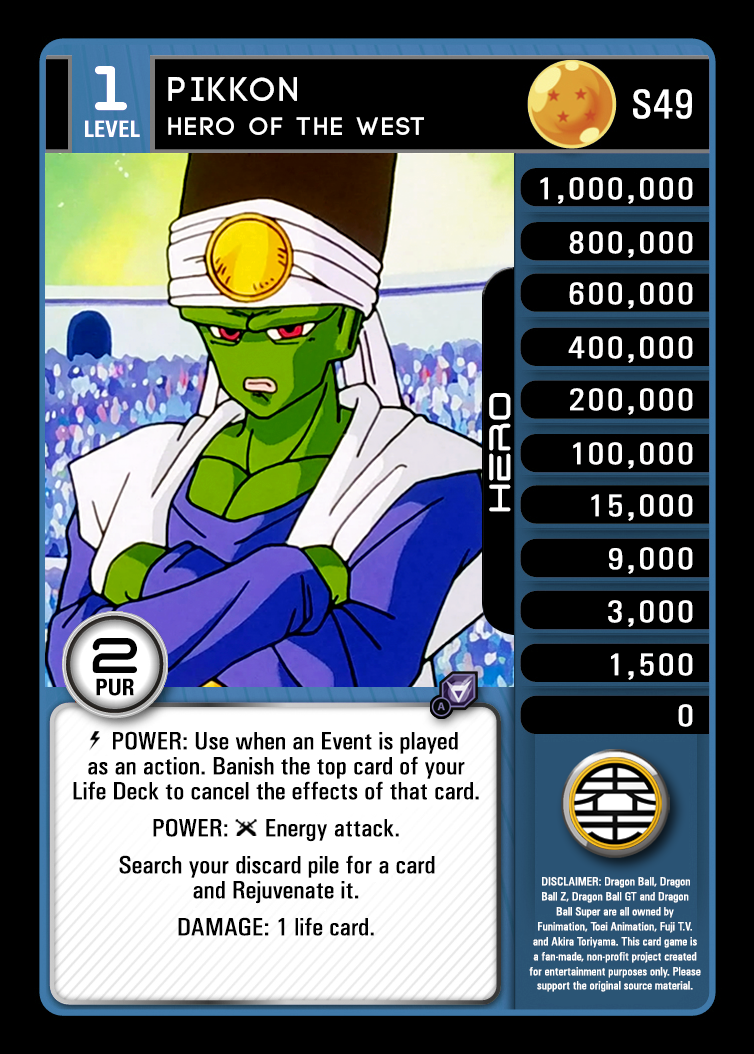 1
LEVEL
PIKKON
HERO OF THE WEST
S49
1,000,000
800,000
600,000
400,000
200,000
100,000
15,000
9,000
3,000
1,500
0
HERO
2
PUR
A
POWER: Use when an Event is played
as an action. Banish the top card of your
Life Deck to cancel the effects of that card.
POWER: Energy attack.
Search your discard pile for a card
and Rejuvenate it.
DAMAGE: 1 life card.
DISCLAIMER: Dragon Ball, Dragon
Ball Z, Dragon Ball GT and Dragon
Ball Super are all owned by
Funimation, Toei Animation, Fuji T.V.
and Akira Toriyama. This card game is
a fan-made, non-profit project created
for entertainment purposes only. Please
support the original source material.